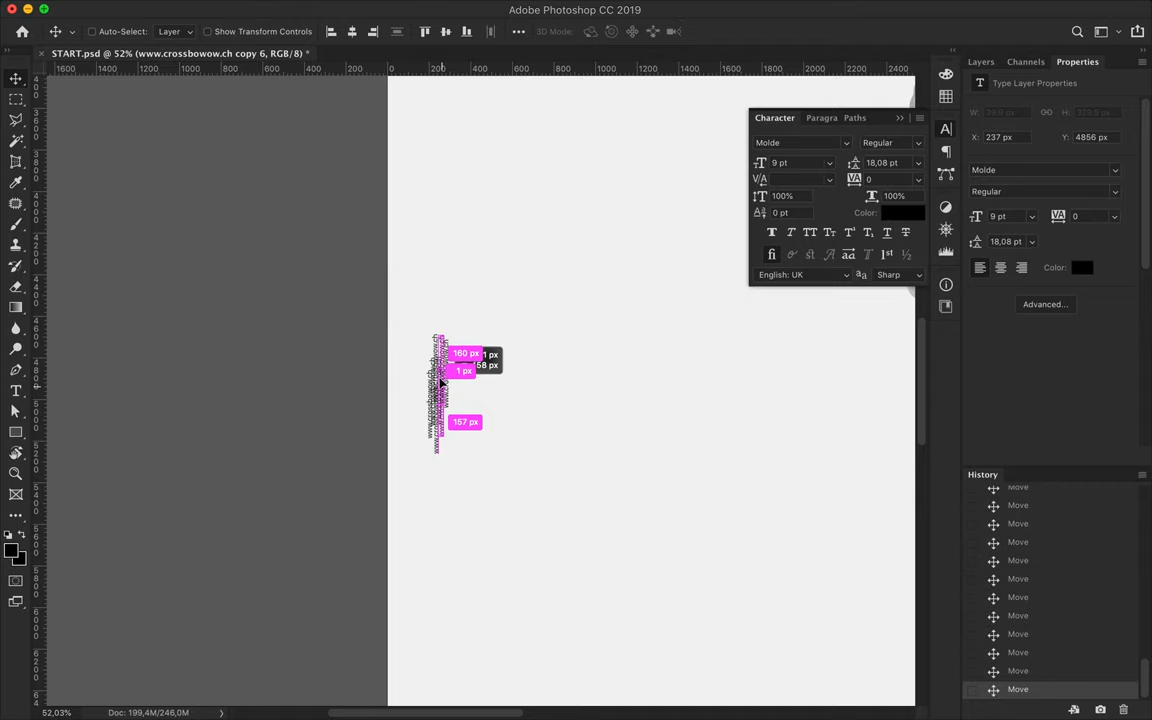 Adobe Photoshop CC 2019
Auto-Select: Layer Show Transform Controls 3D Mode:
START.psd @ 52% (www.crossbowow.ch copy 6, RGB/8) *
1600 1400 1200 1000 800 600 400 200 0 200 400 600 800 1000 1200 1400 1600 1800 2000 2200 2400
Layers Channels Properties
Type Layer Properties
W: H:
X: 237 px Y: 4856 px
Molde
Regular
9 pt 0
18,08 pt
Color:
Advanced...
Character Paragra Paths
Molde Regular
9 pt 18,08 pt
0
100% 100%
0 pt Color:
English: UK Sharp
160 px 1 px
58 px
1 px
157 px
www.crossbowow.ch
History
Move
Move
Move
Move
Move
Move
Move
Move
Move
Move
Move
Move
52,03% Doc: 199,4M/246,0M